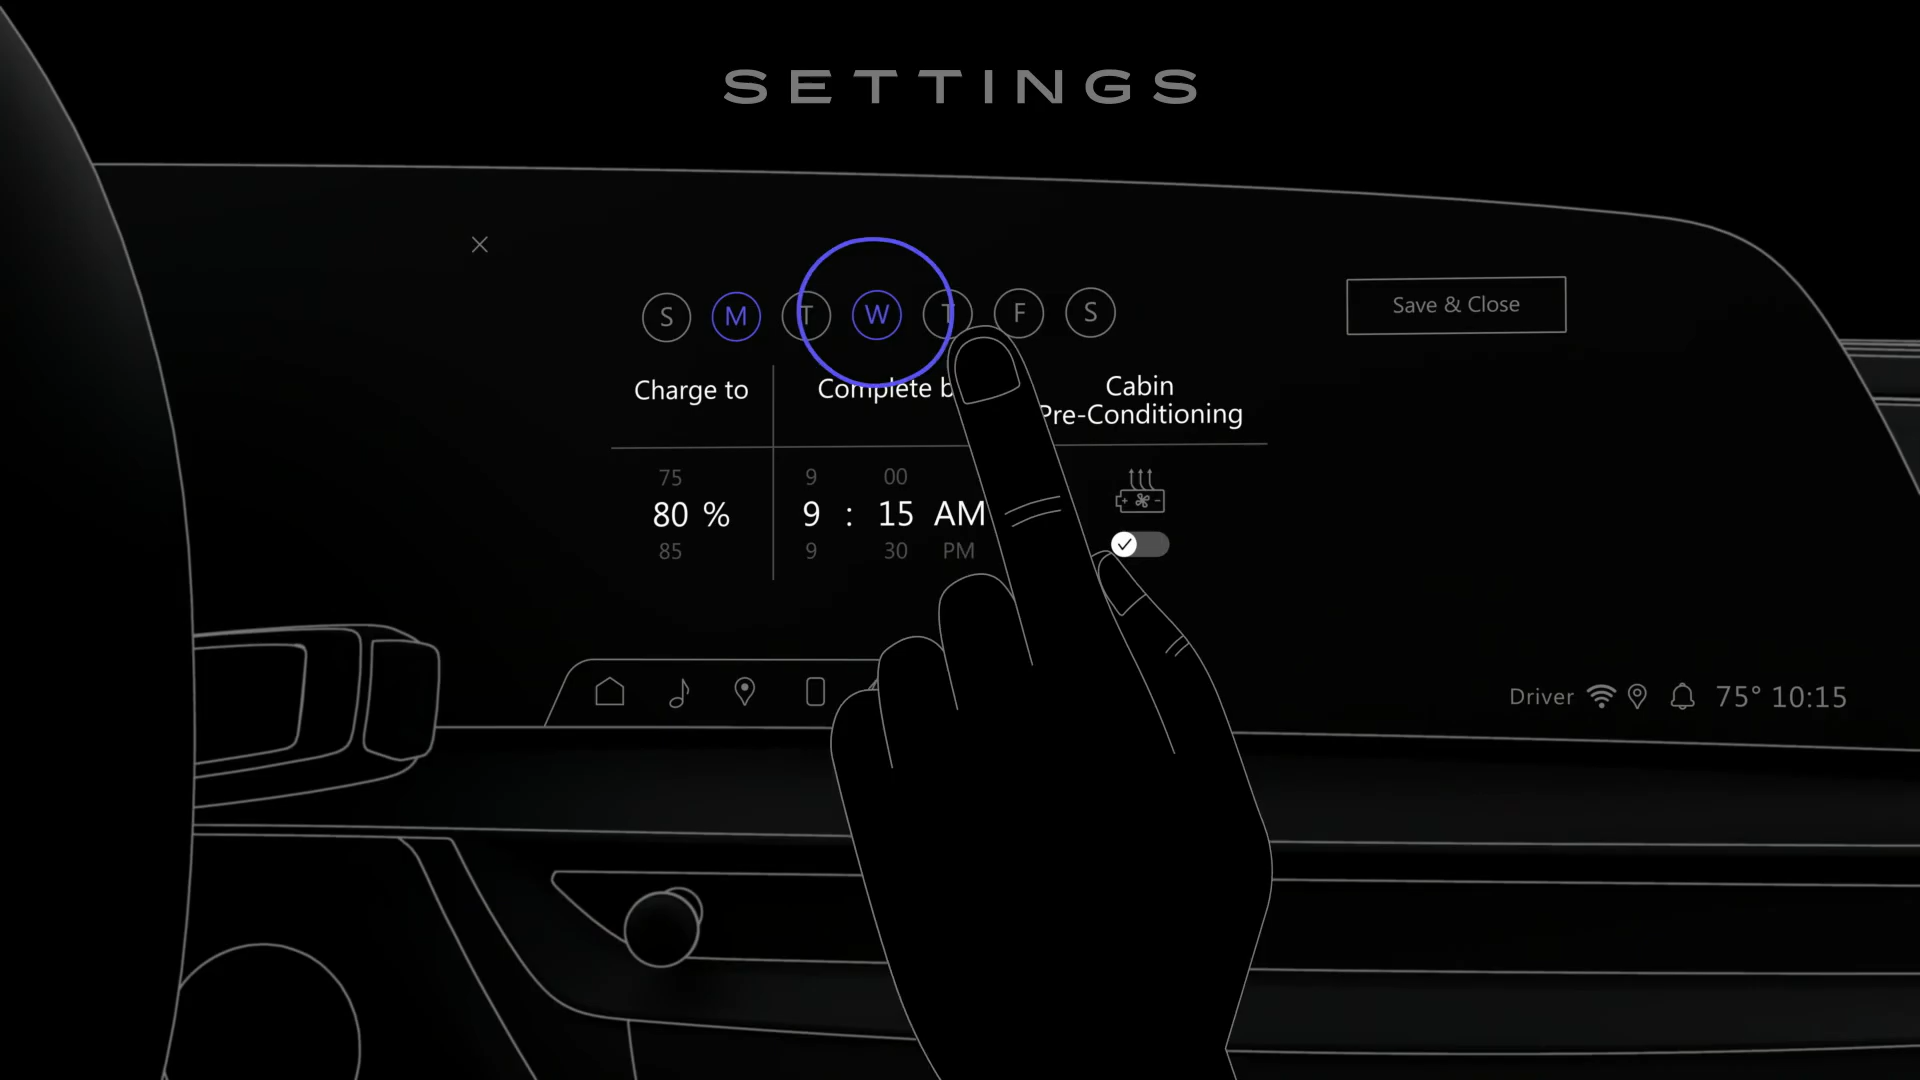 SETTINGS
S M T W T F S
Save & Close
Charge to
Complete b
Cabin
Pre-Conditioning
75
80 %
85
9 00
9 : 15 AM
9 30 PM
Driver 75° 10:15